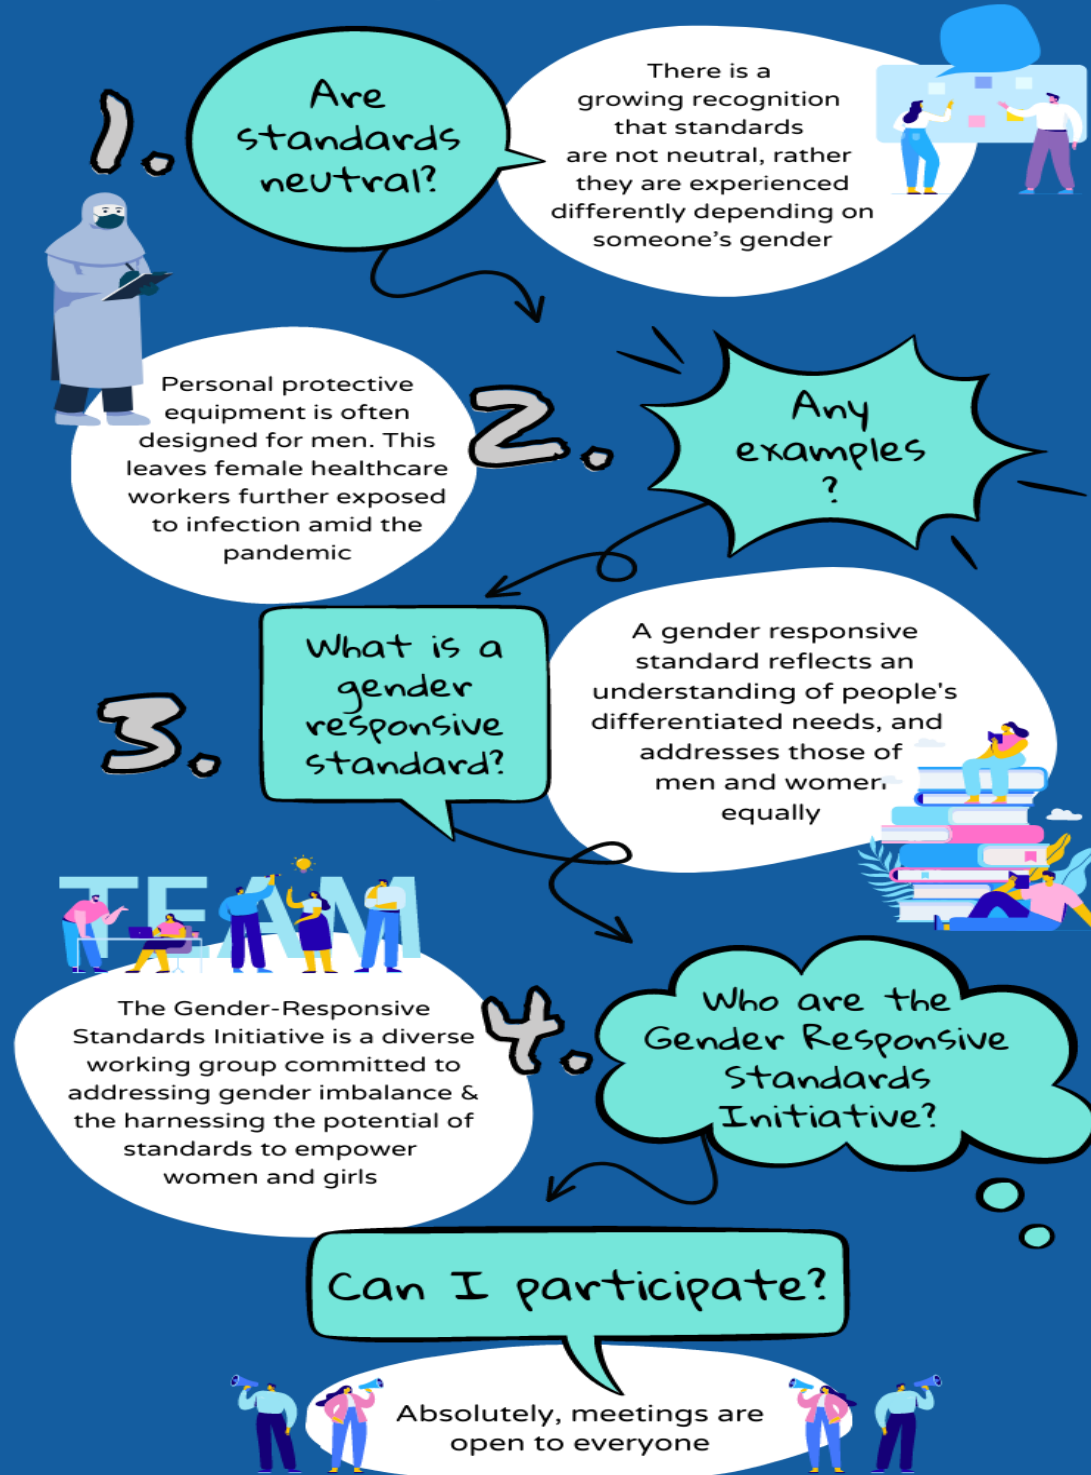 1.
Are
standards
neutral?
There is a
growing recognition
that standards
are not neutral, rather
they are experienced
differently depending on
someone's gender
2.
Any
examples
?
Personal protective
equipment is often
designed for men. This
leaves female healthcare
workers further exposed
to infection amid the
pandemic
3.
What is a
gender
responsive
standard?
A gender responsive
standard reflects an
understanding of people's
differentiated needs, and
addresses those of
men and women
equally
TEAM
4.
Who are the
Gender Responsive
Standards
Initiative?
The Gender-Responsive
Standards Initiative is a diverse
working group committed to
addressing gender imbalance &
the harnessing the potential of
standards to empower
women and girls
Can I participate?
Absolutely, meetings are
open to everyone